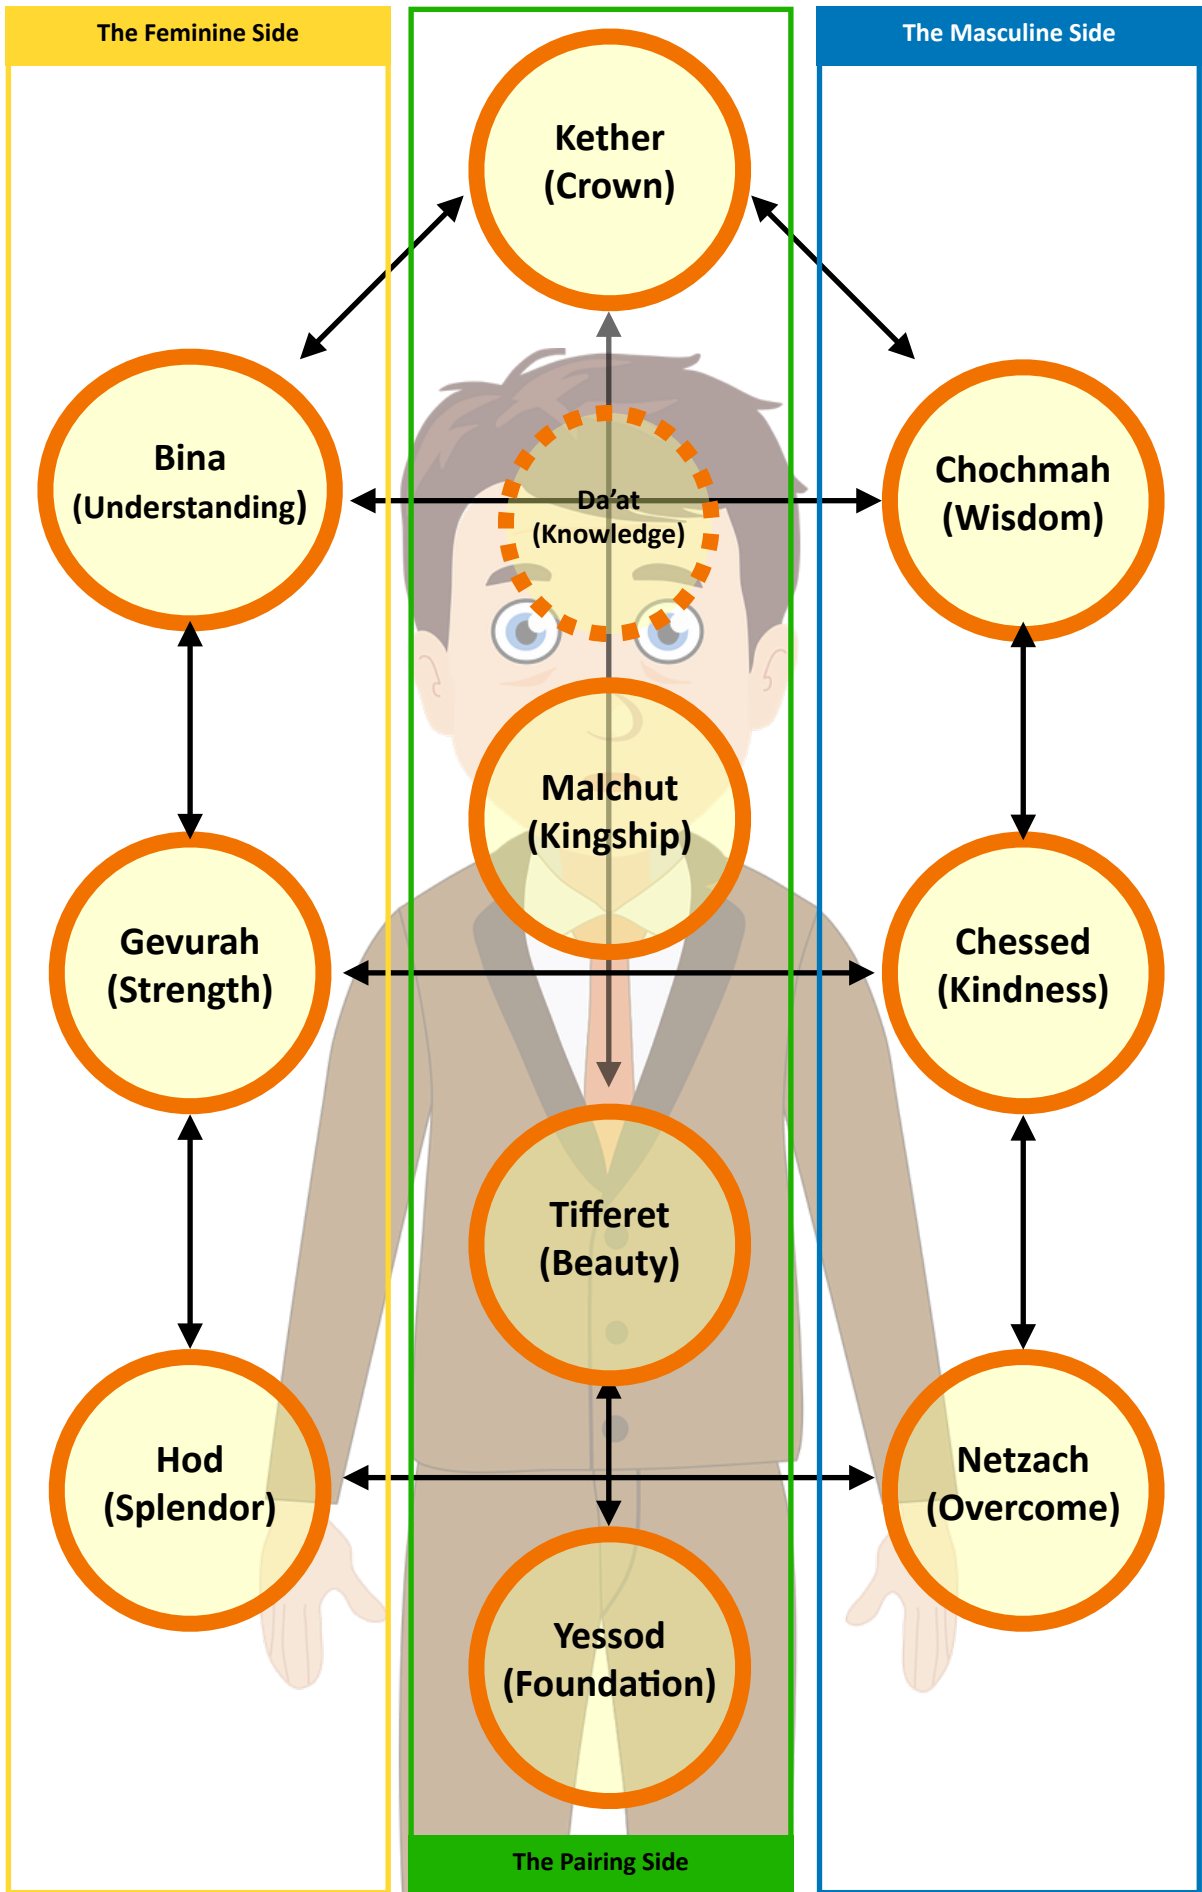 The Feminine Side
The Masculine Side
Kether
(Crown)
Bina
(Understanding)
Da'at
(Knowledge)
Chochmah
(Wisdom)
Malchut
(Kingship)
Gevurah
(Strength)
Chessed
(Kindness)
Tifferet
(Beauty)
Hod
(Splendor)
Netzach
(Overcome)
Yessod
(Foundation)
The Pairing Side